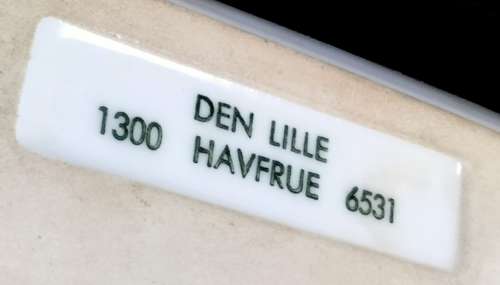 DEN LILLE
1300 HAVFRUE 6531